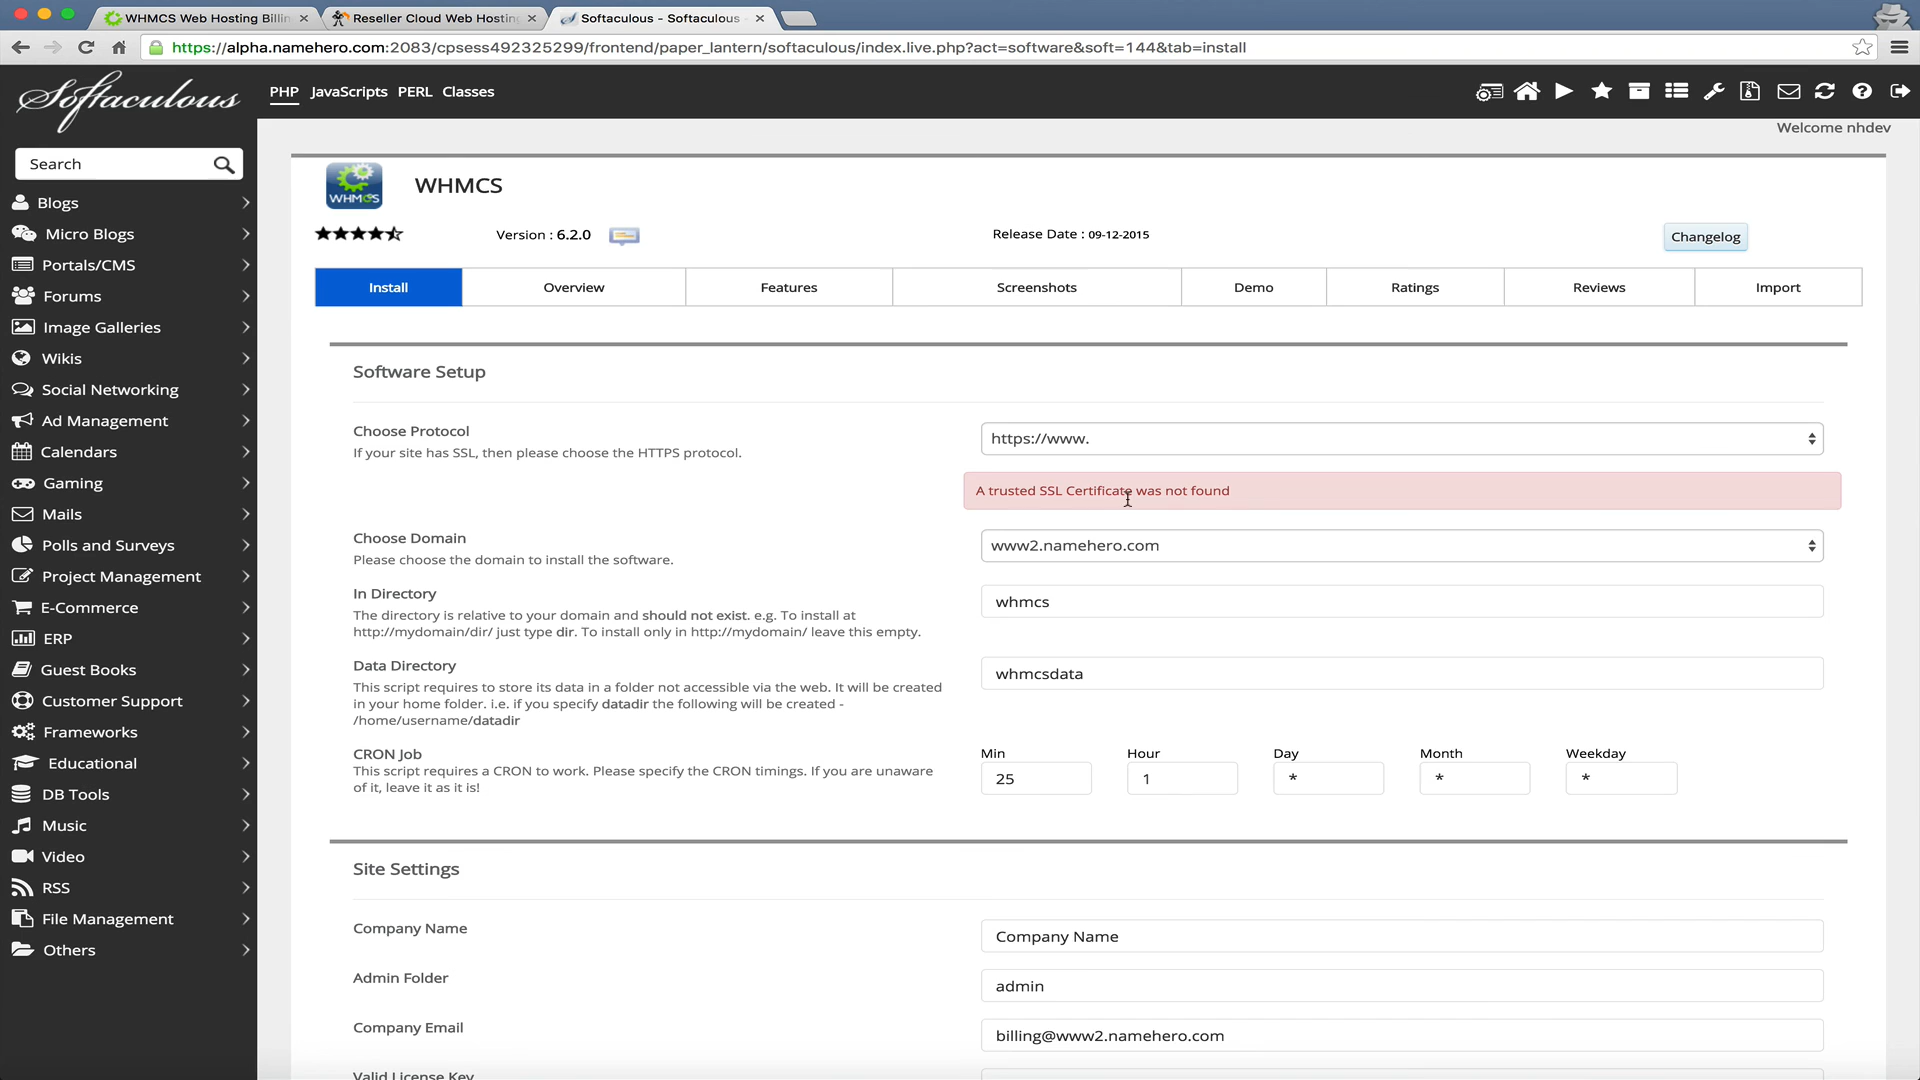 WHMCS Web Hosting Billin
Reseller Cloud Web Hosting
Softaculous - Softaculous -
https://alpha.namehero.com:2083/cpsess492325299/frontend/paper_lantern/softaculous/index.live.php?act=software&soft=144&tab=install
Softaculous
PHP JavaScripts PERL Classes
Welcome nhdev
Search
Blogs
Micro Blogs
Portals/CMS
Forums
Image Galleries
Wikis
Social Networking
Ad Management
Calendars
Gaming
Mails
Polls and Surveys
Project Management
E-Commerce
ERP
Guest Books
Customer Support
Frameworks
Educational
DB Tools
Music
Video
RSS
File Management
Others
WHMCS
WHMCS
Version : 6.2.0
Release Date : 09-12-2015
Changelog
Install Overview Features Screenshots Demo Ratings Reviews Import
Software Setup
Choose Protocol
If your site has SSL, then please choose the HTTPS protocol.
https://www.
A trusted SSL Certificate was not found
Choose Domain
Please choose the domain to install the software.
www2.namehero.com
In Directory
The directory is relative to your domain and should not exist. e.g. To install at
http://mydomain/dir/ just type dir. To install only in http://mydomain/ leave this empty.
whmcs
Data Directory
This script requires to store its data in a folder not accessible via the web. It will be created
in your home folder. i.e. if you specify datadir the following will be created -
/home/username/datadir
whmcsdata
CRON Job
This script requires a CRON to work. Please specify the CRON timings. If you are unaware
of it, leave it as it is!
Min Hour Day Month Weekday
25 1 * * *
Site Settings
Company Name
Company Name
Admin Folder
admin
Company Email
billing@www2.namehero.com
Valid License Key